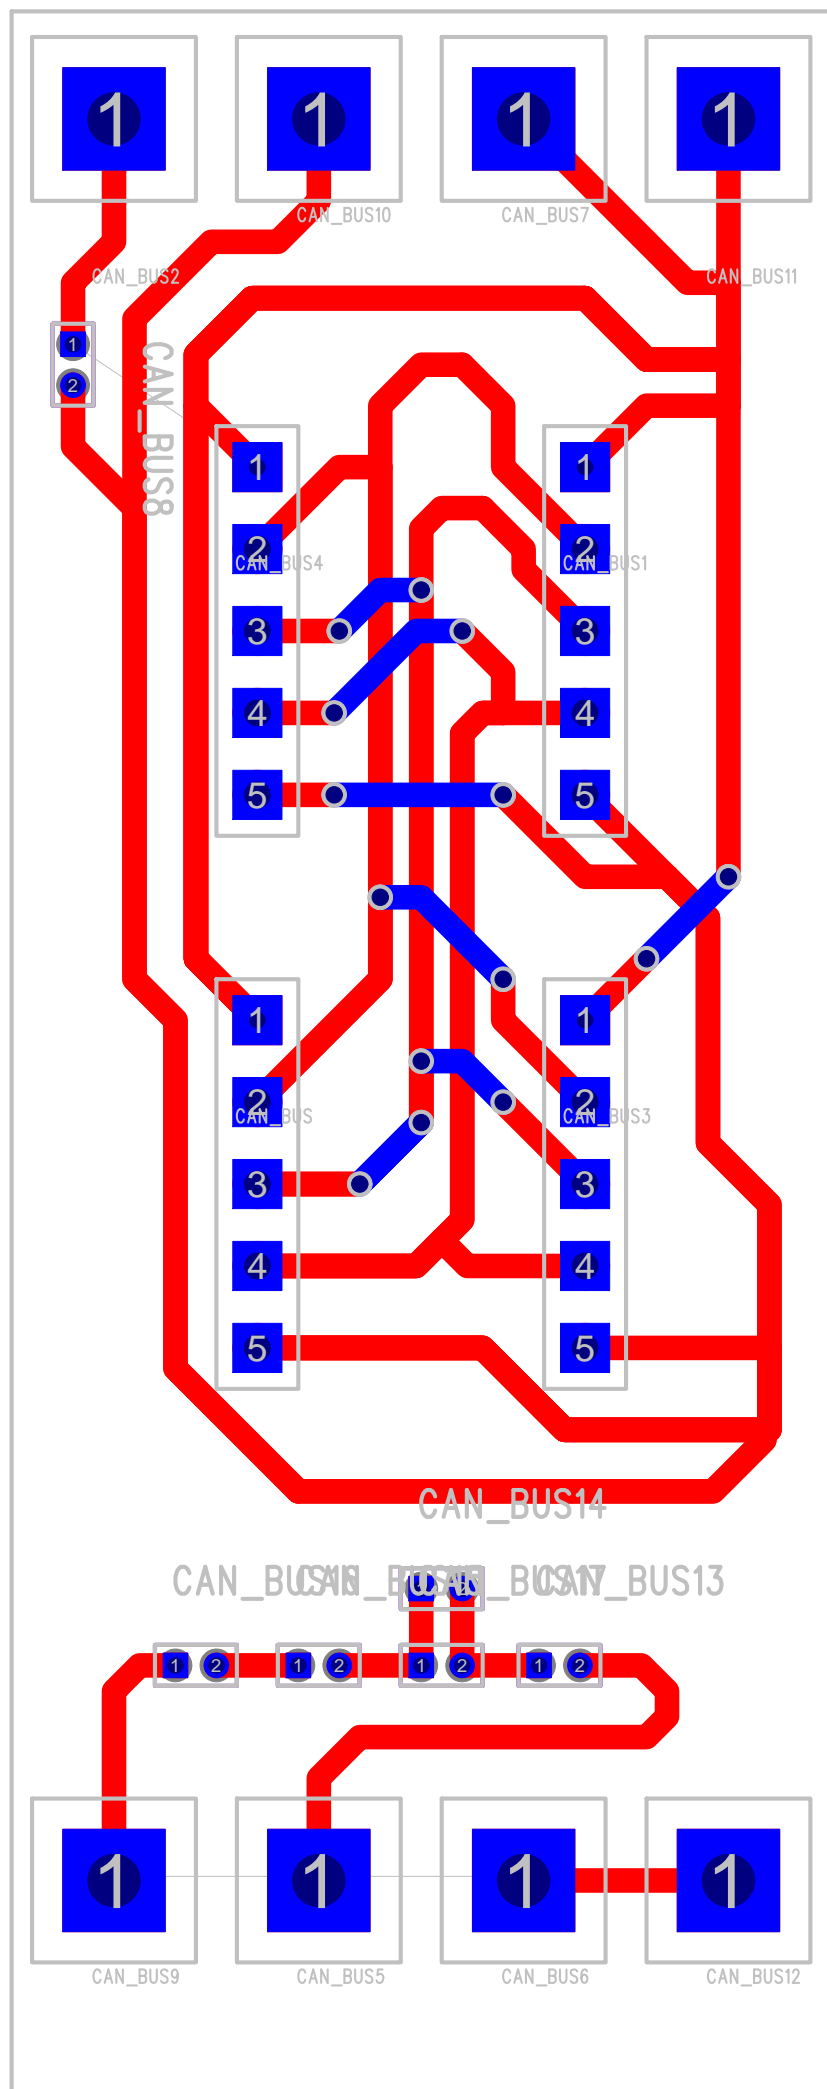 1 1 1 1
CAN_BUS10 CAN_BUS7
CAN_BUS2 CAN_BUS11
1
2
CAN_BUS8
1 1
2 2
CAN_BUS4 CAN_BUS1
3 3
4 4
5 5
1 1
2 2
CAN_BUS CAN_BUS3
3 3
4 4
5 5
CAN_BUS14
CAN_BUS17 CAN_BUS13
1 2 1 2 1 2 1 2
1 1 1 1
CAN_BUS9 CAN_BUS5 CAN_BUS6 CAN_BUS12